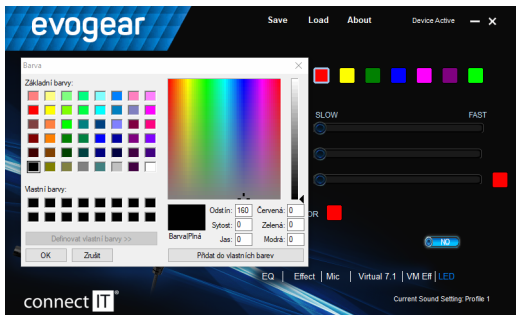 evogear
Save Load About Device Active
Barva
Základní barvy:
SLOW FAST
Vlastní barvy:
Odstín: 160 Červená: 0
Sytost: 0 Zelená: 0
Barva|Plná Jas: 0 Modrá: 0
OR
Definovat vlastní barvy >>
OK Zrušit Přidat do vlastních barev
NO
EQ | Effect | Mic | Virtual 7.1 | VM Eff | LED
connect IT®
Current Sound Setting: Profile 1